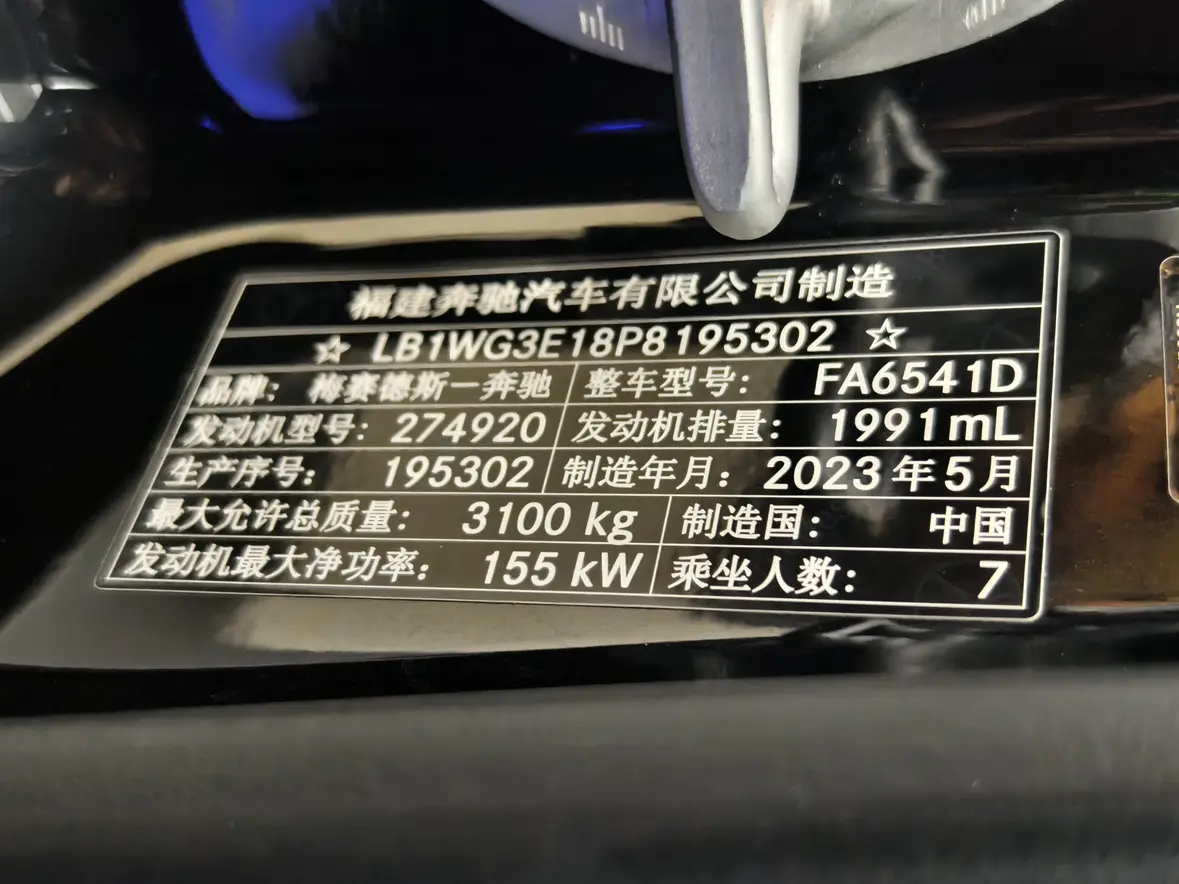 福建奔驰汽车有限公司制造
☆ LB1WG3E18P8195302 ☆
品牌: 梅赛德斯-奔驰 整车型号: FA6541D
发动机型号: 274920 发动机排量: 1991mL
生产序号: 195302 制造年月: 2023年5月
最大允许总质量: 3100 kg 制造国: 中国
发动机最大净功率: 155 kW 乘坐人数: 7